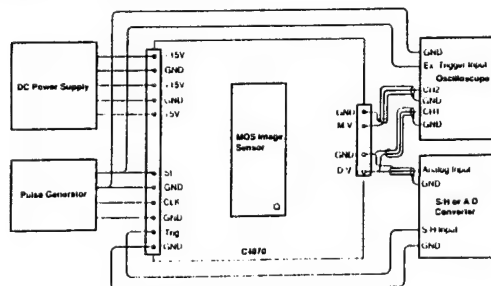 DC Power Supply
Pulse Generator
+15V
GND
+15V
GND
+5V
St
GND
CLK
GND
Trig
GND
MOS Image
Sensor
C4070
GND
M.V
GND
D.V
GND
Ex. Trigger Input
Oscilloscope
CH2
GND
CH1
GND
Analog Input
GND
S/H or A/D
Converter
S/H Input
GND